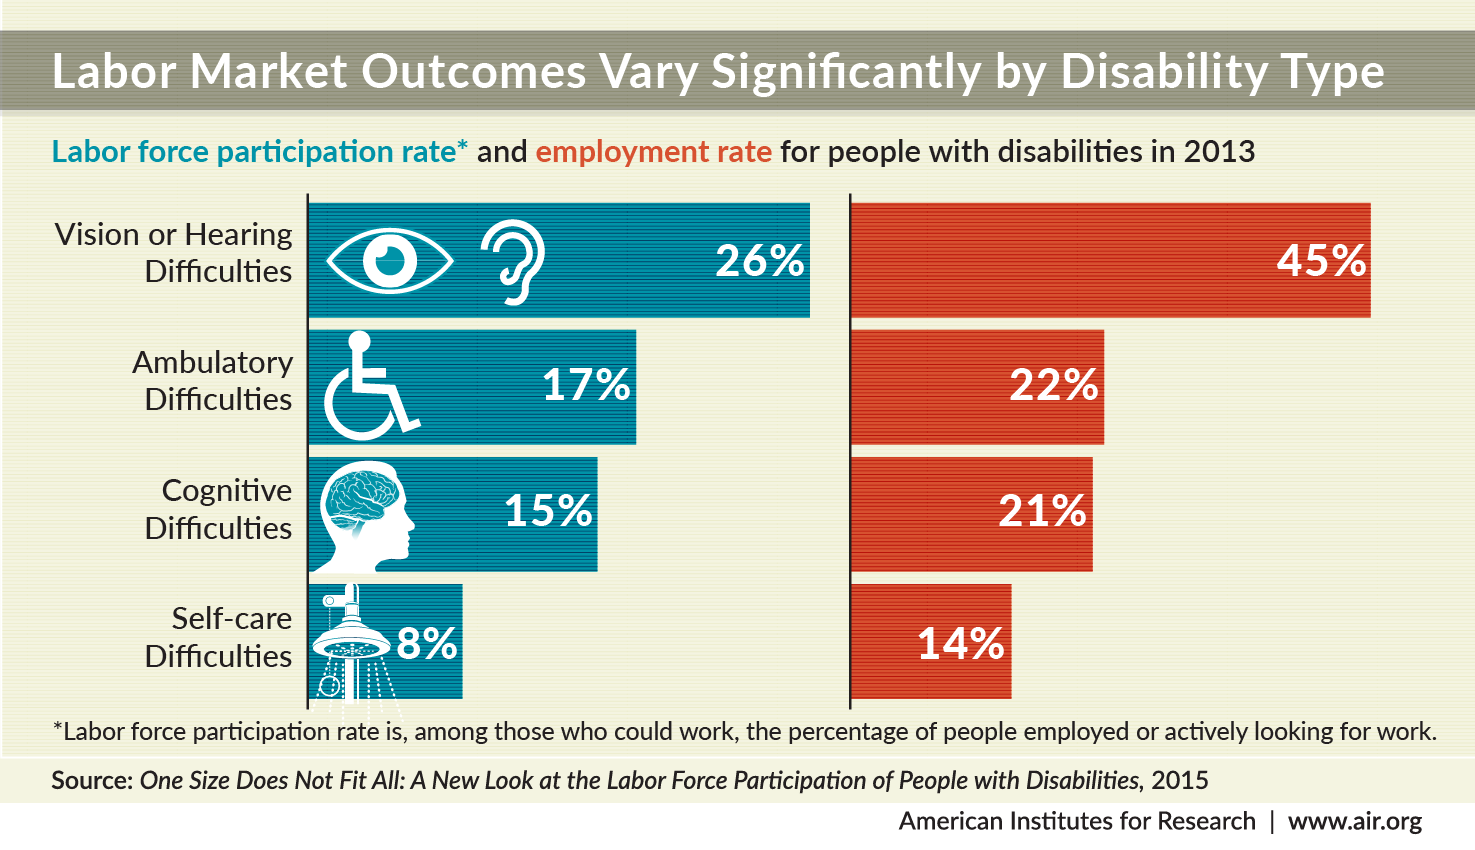 Labor Market Outcomes Vary Significantly by Disability Type
Labor force participation rate* and employment rate for people with disabilities in 2013
Vision or Hearing
Difficulties
26%
45%
Ambulatory
Difficulties
17%
22%
Cognitive
Difficulties
15%
21%
Self-care
Difficulties
8%
14%
*Labor force participation rate is, among those who could work, the percentage of people employed or actively looking for work.
Source: One Size Does Not Fit All: A New Look at the Labor Force Participation of People with Disabilities, 2015
American Institutes for Research | www.air.org